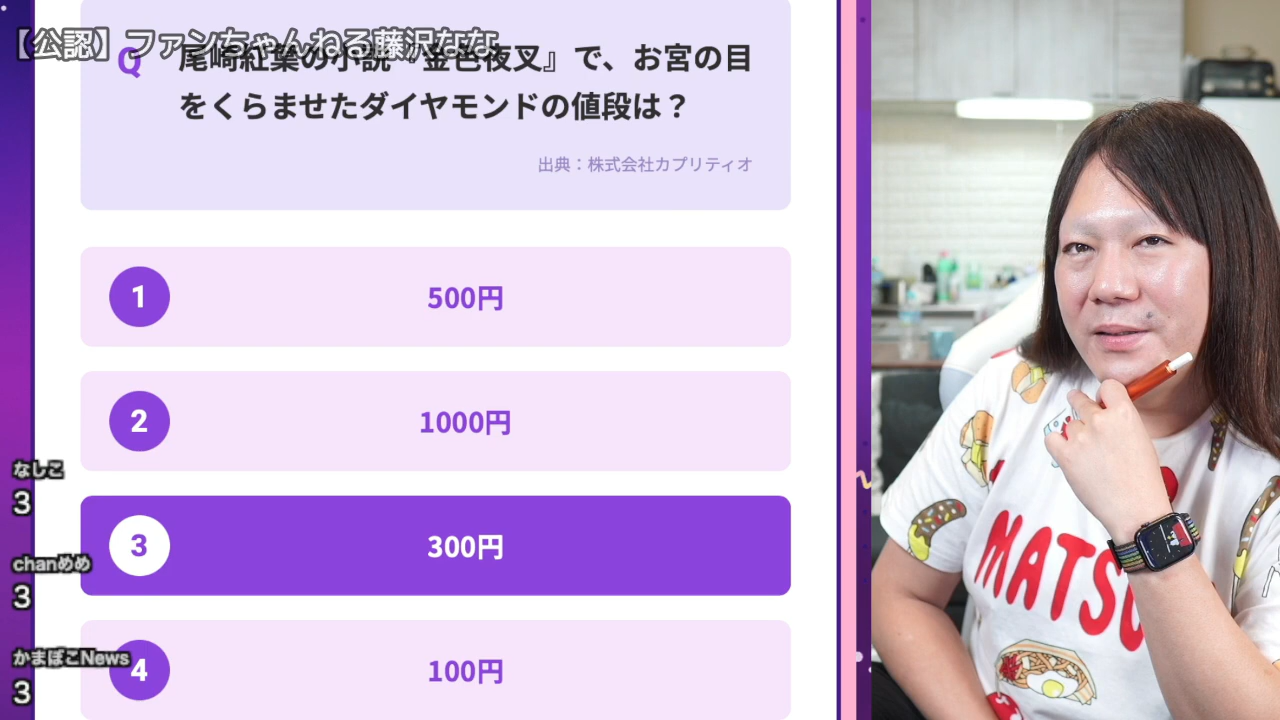 【公認】ファンちゃんねる藤沢なな
Q 尾崎紅葉の小説『金色夜叉』で、お宮の目
をくらませたダイヤモンドの値段は？
出典：株式会社カプリティオ
1 500円
2 1000円
3 300円
4 100円
なしこ
3
chanめめ
3
かまぼこNews
3
MATSU